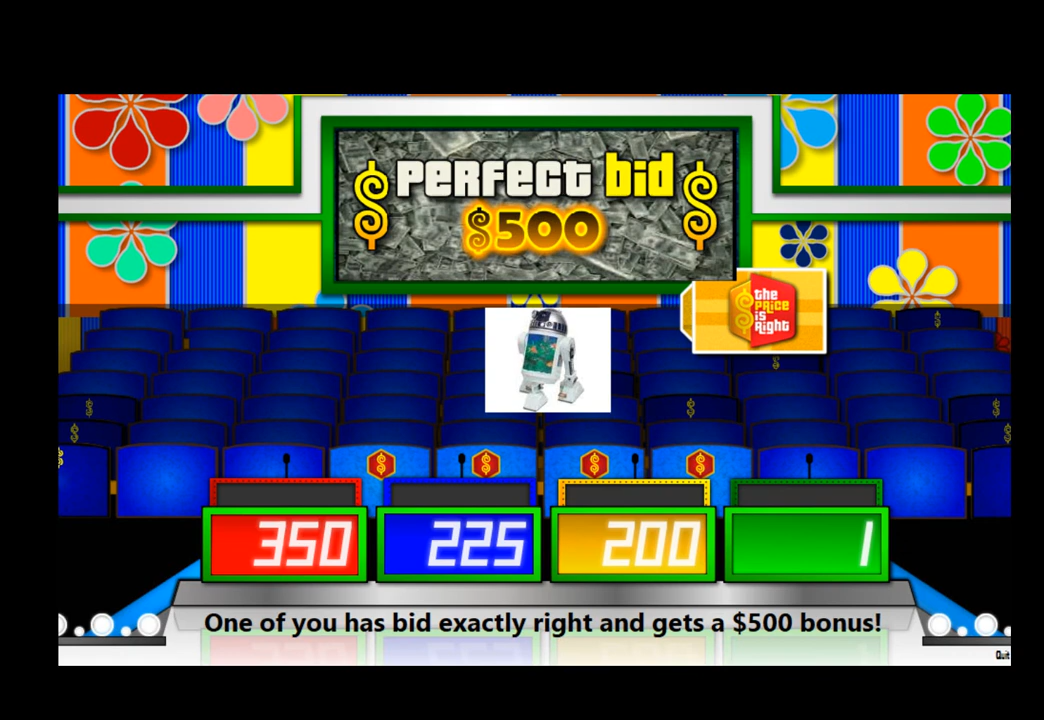 PERFECT bid
$500
the
PRICE
is
Right
350 225 200 1
One of you has bid exactly right and gets a $500 bonus!
Quit